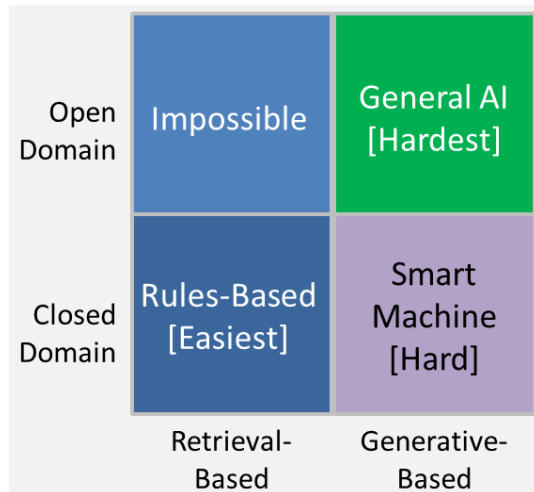 Open
Domain
Impossible
General AI
[Hardest]
Closed
Domain
Rules-Based
[Easiest]
Smart
Machine
[Hard]
Retrieval-
Based
Generative-
Based